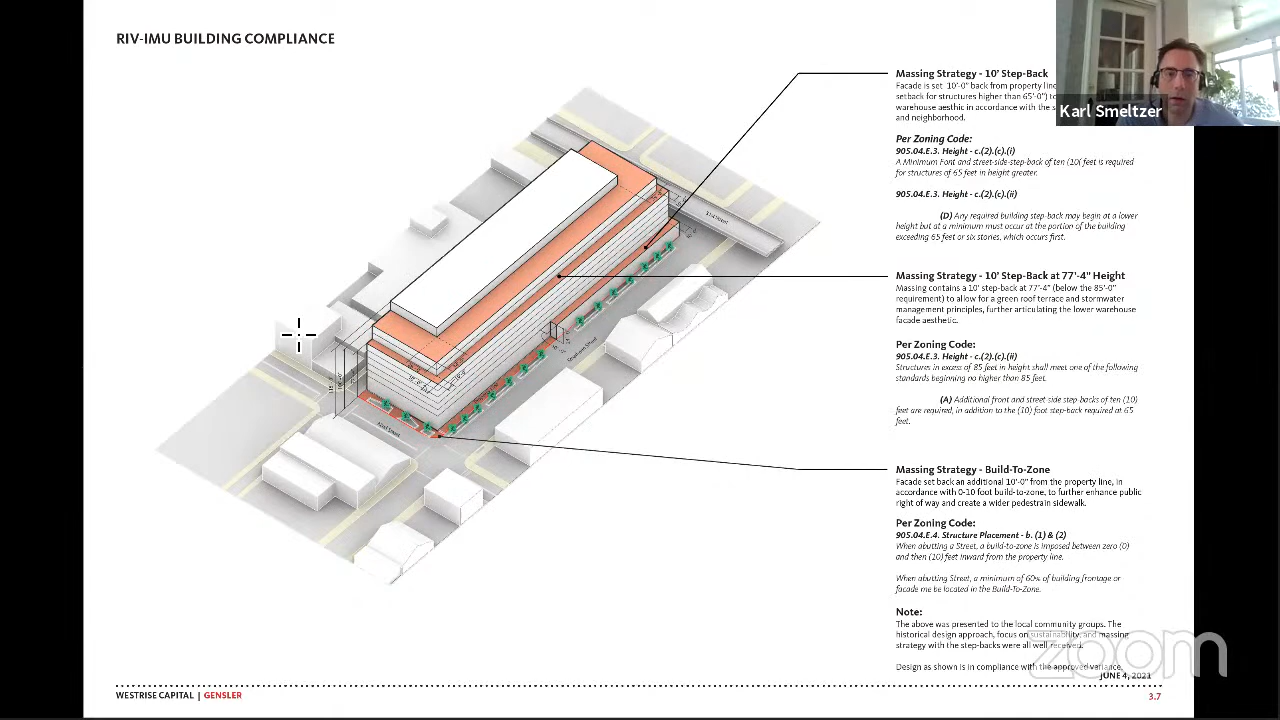 RIV-IMU BUILDING COMPLIANCE
Massing Strategy - 10' Step-Back
Facade is set 10'-0" back from property line
setback for structures higher than 65'-0") to
warehouse aesthic in accordance with the s
and neighborhood.
Per Zoning Code:
905.04.E.3. Height - c.(2).(c).(i)
A Minimum Font and street-side-step-back of ten (10( feet is required
for structures of 65 feet in height greater.
905.04.E.3. Height - c.(2).(c).(ii)
(D) Any required building step-back may begin at a lower
height but at a minimum must occur at the portion of the building
exceeding 65 feet or six stories, which occurs first.
Massing Strategy - 10' Step-Back at 77'-4" Height
Massing contains a 10' step-back at 77'-4" (below the 85'-0"
requirement) to allow for a green roof terrace and stormwater
management principles, further articulating the lower warehouse
facade aesthetic.
Per Zoning Code:
905.04.E.3. Height - c.(2).(c).(ii)
Structures in excess of 85 feet in height shall meet one of the following
standards beginning no higher than 85 feet.
(A) Additional front and street-side step-backs of ten (10)
feet are required, in addition to the (10) foot step-back required at 65
feet.
Massing Strategy - Build-To-Zone
Facade set back an additional 10'-0" from the property line, in
accordance with 0-10 foot build-to-zone, to further enhance public
right of way and create a wider pedestrian sidewalk.
Per Zoning Code:
905.04.E.4. Structure Placement - b. (1) & (2)
When abutting a Street, a build-to-zone is imposed between zero (0)
and then (10) feet inward from the property line.
When abutting Street, a minimum of 60% of building frontage or
facade me be located in the Build-To-Zone.
Note:
The above was presented to the local community groups. The
historical design approach, focus on sustainability, and massing
strategy with the step-backs were all well received.
Design as shown is in compliance with the approved variance.
JUNE 4, 2021
WESTRISE CAPITAL | GENSLER
3.7
Karl Smeltzer
zoom